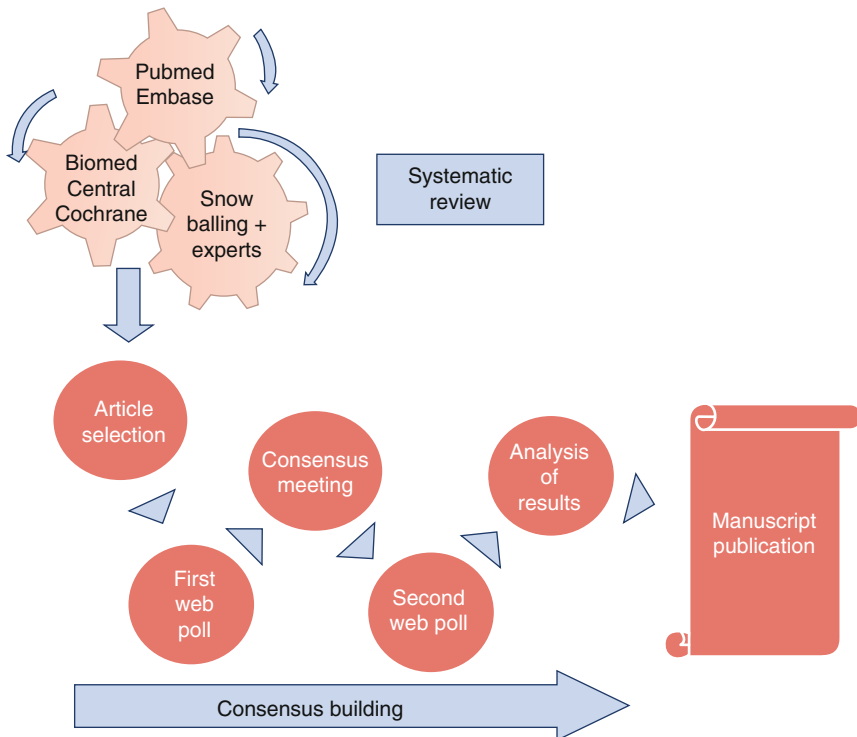 Pubmed
Embase
Biomed
Central
Cochrane
Snow
balling +
experts
Systematic
review
Article
selection
Consensus
meeting
Analysis
of
results
Manuscript
publication
First
web
poll
Second
web poll
Consensus building